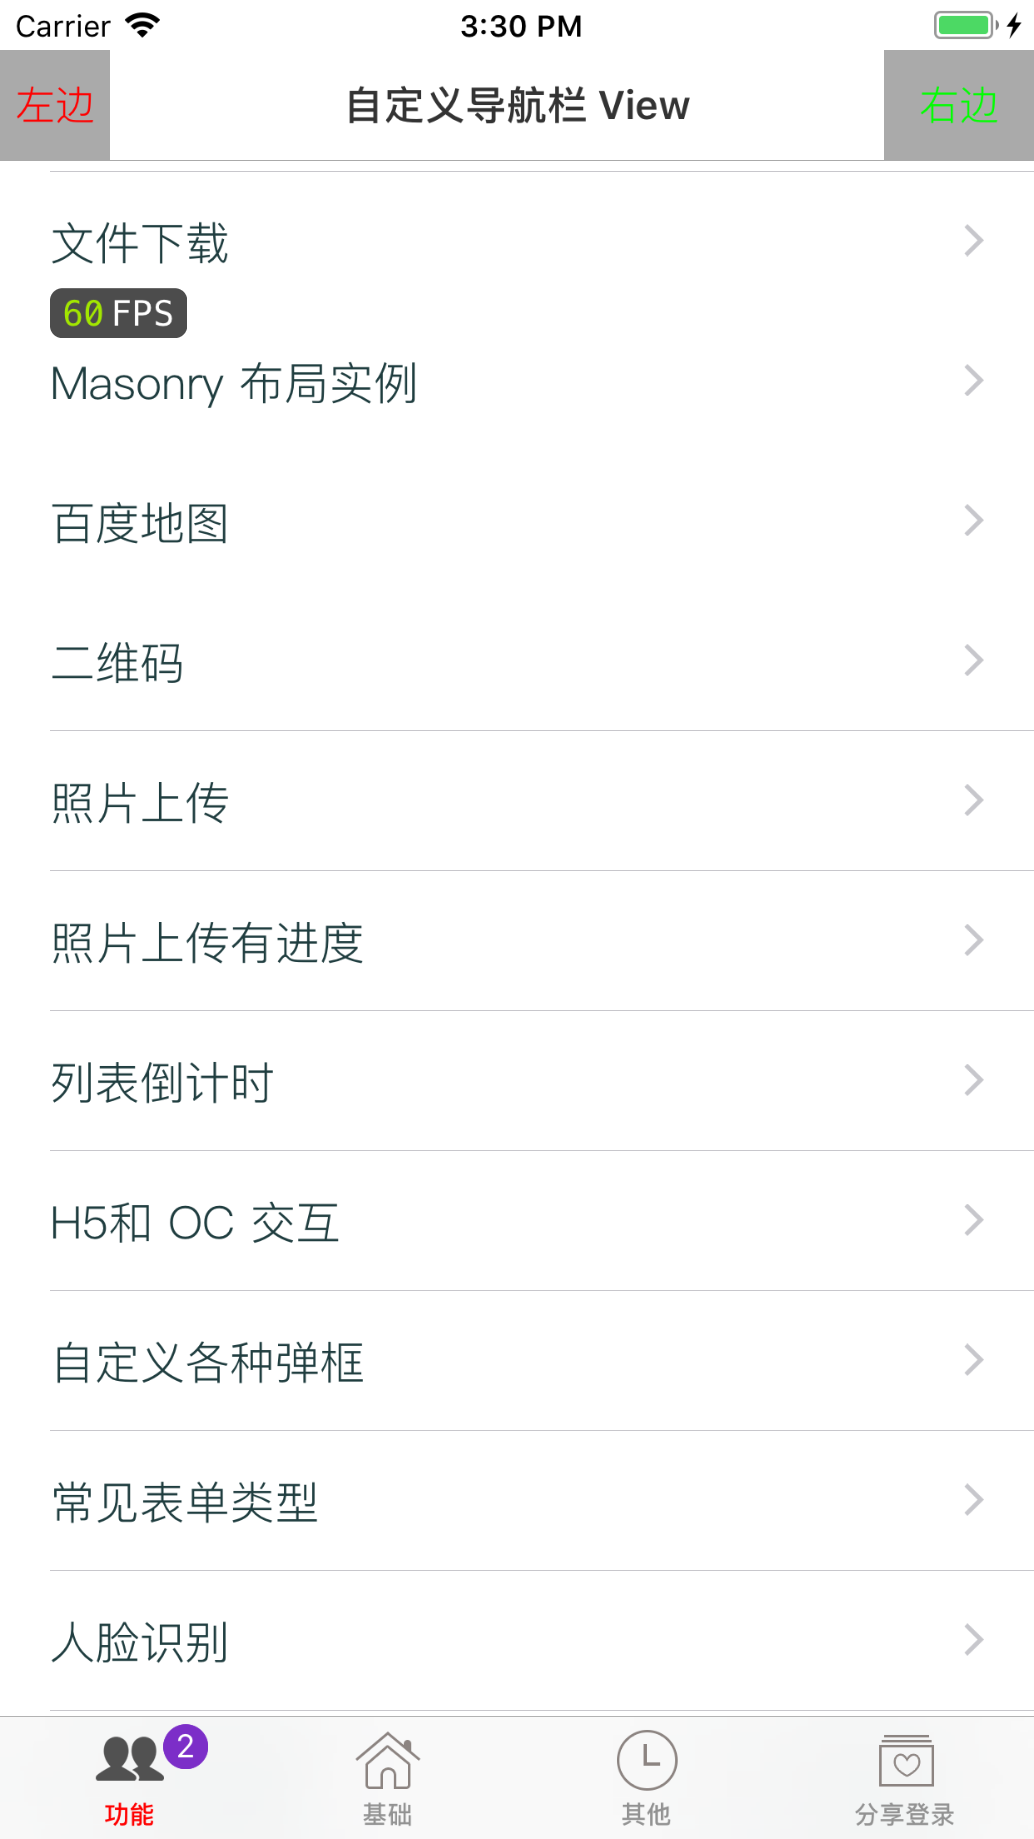 Carrier 3:30 PM
左边 自定义导航栏 View 右边
文件下载
60 FPS
Masonry 布局实例
百度地图
二维码
照片上传
照片上传有进度
列表倒计时
H5和 OC 交互
自定义各种弹框
常见表单类型
人脸识别
2
功能 基础 其他 分享登录